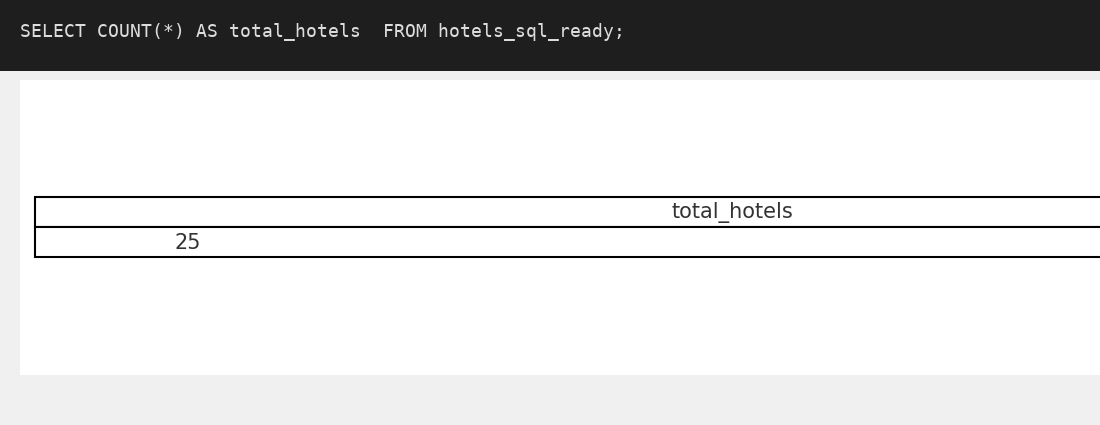 SELECT COUNT(*) AS total_hotels  FROM hotels_sql_ready;
total_hotels
25